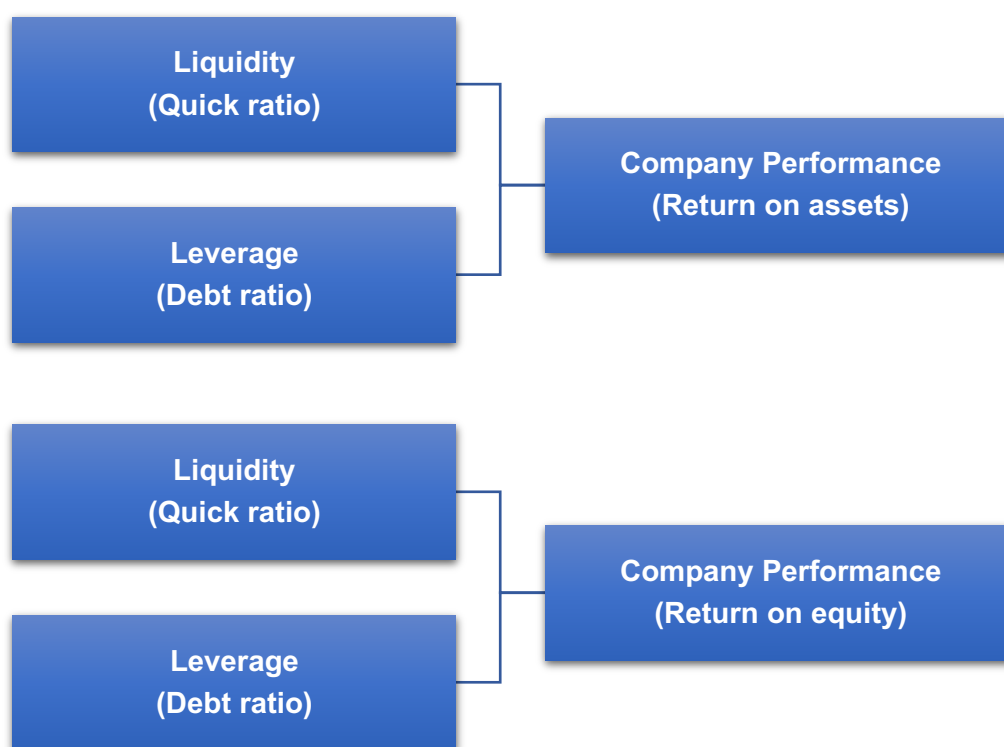 Liquidity
(Quick ratio)
Company Performance
(Return on assets)
Leverage
(Debt ratio)
Liquidity
(Quick ratio)
Company Performance
(Return on equity)
Leverage
(Debt ratio)